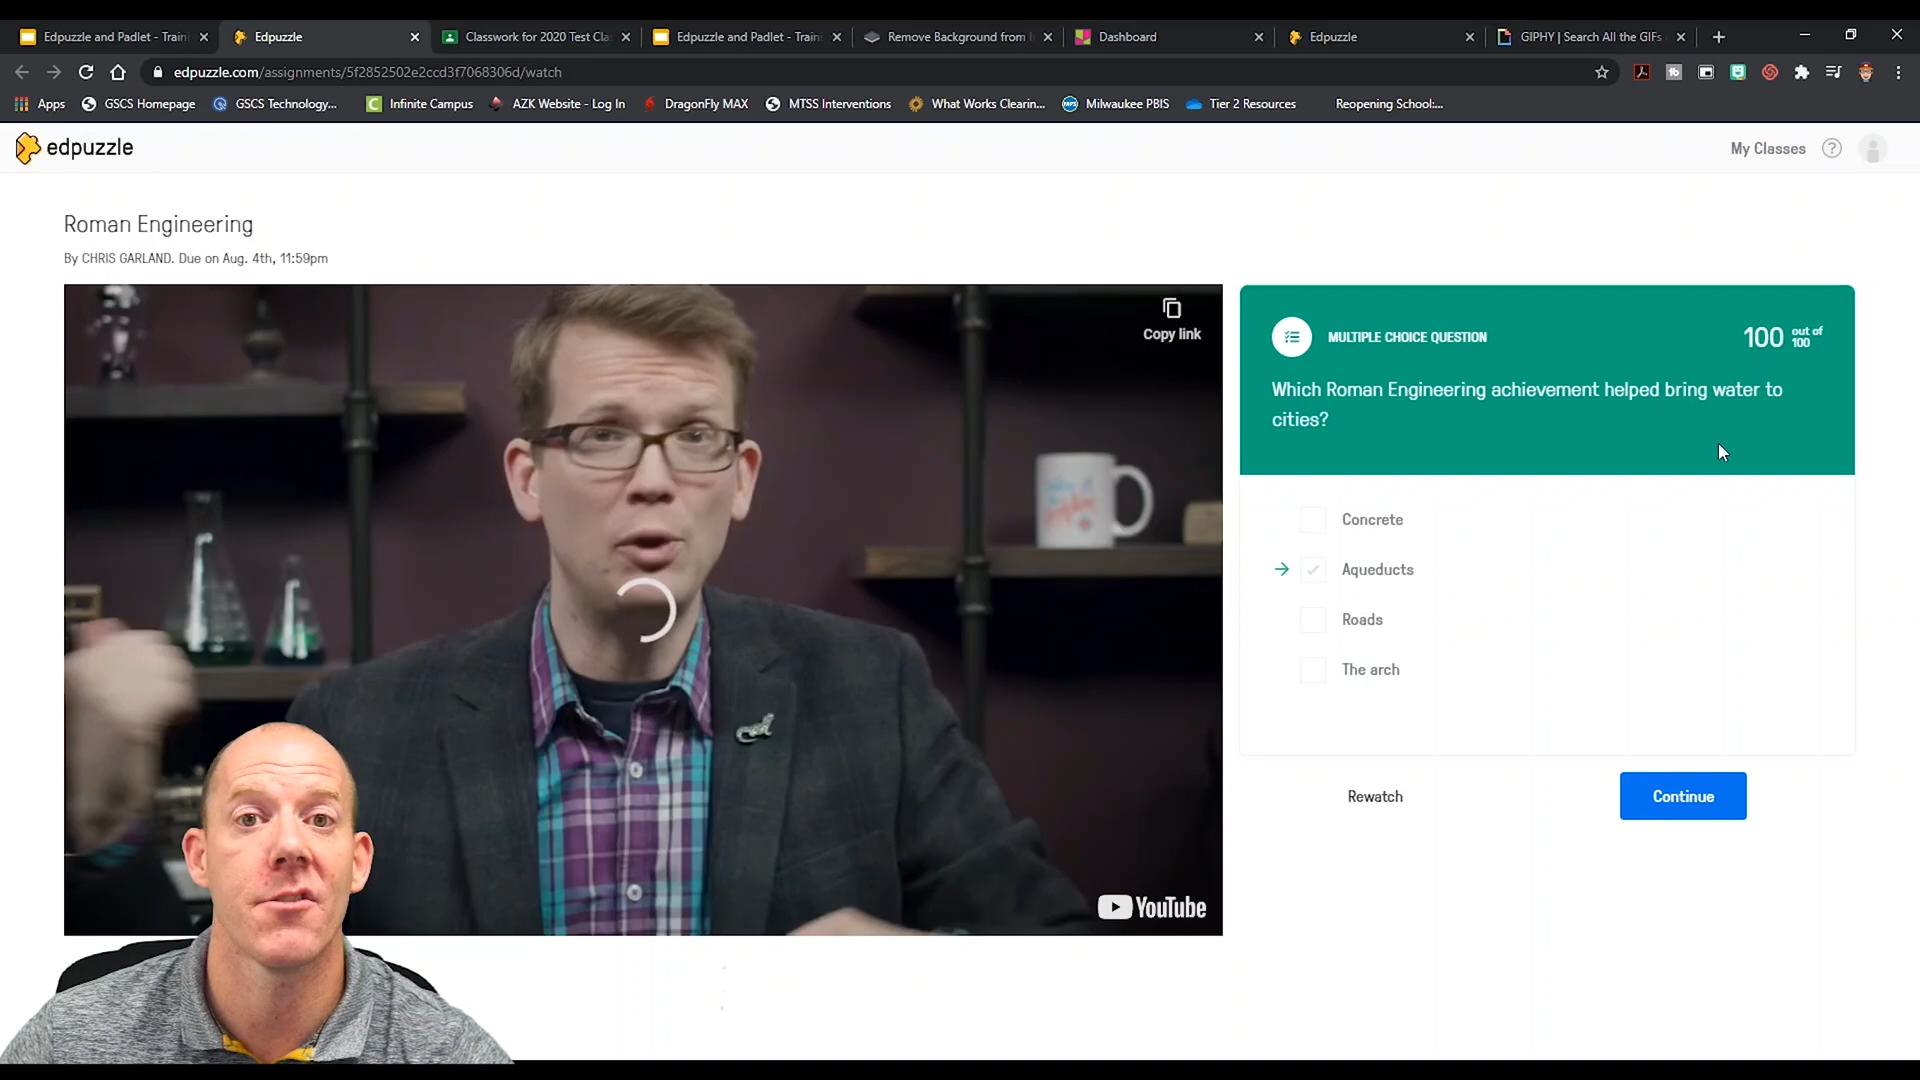 Edpuzzle and Padlet - Traini
Edpuzzle
Classwork for 2020 Test Cla
Edpuzzle and Padlet - Traini
Remove Background from I
Dashboard
Edpuzzle
GIPHY | Search All the GIFs
edpuzzle.com/assignments/5f2852502e2ccd3f7068306d/watch
Apps
GSCS Homepage
GSCS Technology...
Infinite Campus
AZK Website - Log In
DragonFly MAX
MTSS Interventions
What Works Clearin...
Milwaukee PBIS
Tier 2 Resources
Reopening School:...
edpuzzle
My Classes
?
Roman Engineering
By CHRIS GARLAND. Due on Aug. 4th, 11:59pm
Copy link
YouTube
MULTIPLE CHOICE QUESTION
100 out of 100
Which Roman Engineering achievement helped bring water to
cities?
Concrete
Aqueducts
Roads
The arch
Rewatch
Continue